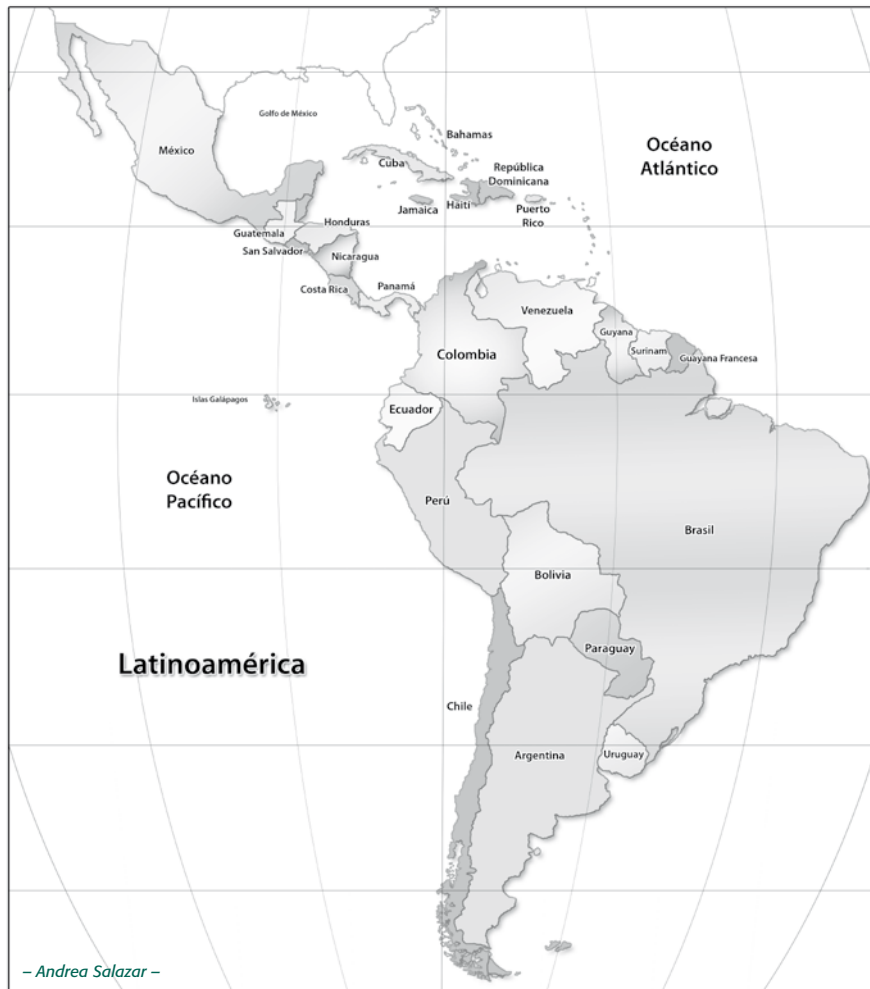 Golfo de México
Bahamas
Océano
Atlántico
México
Cuba
República
Dominicana
Jamaica
Haití
Puerto
Rico
Guatemala
Honduras
San Salvador
Nicaragua
Costa Rica
Panamá
Venezuela
Guyana
Surinam
Guayana Francesa
Colombia
Islas Galápagos
Ecuador
Océano
Pacífico
Perú
Brasil
Bolivia
Latinoamérica
Paraguay
Chile
Argentina
Uruguay
– Andrea Salazar –